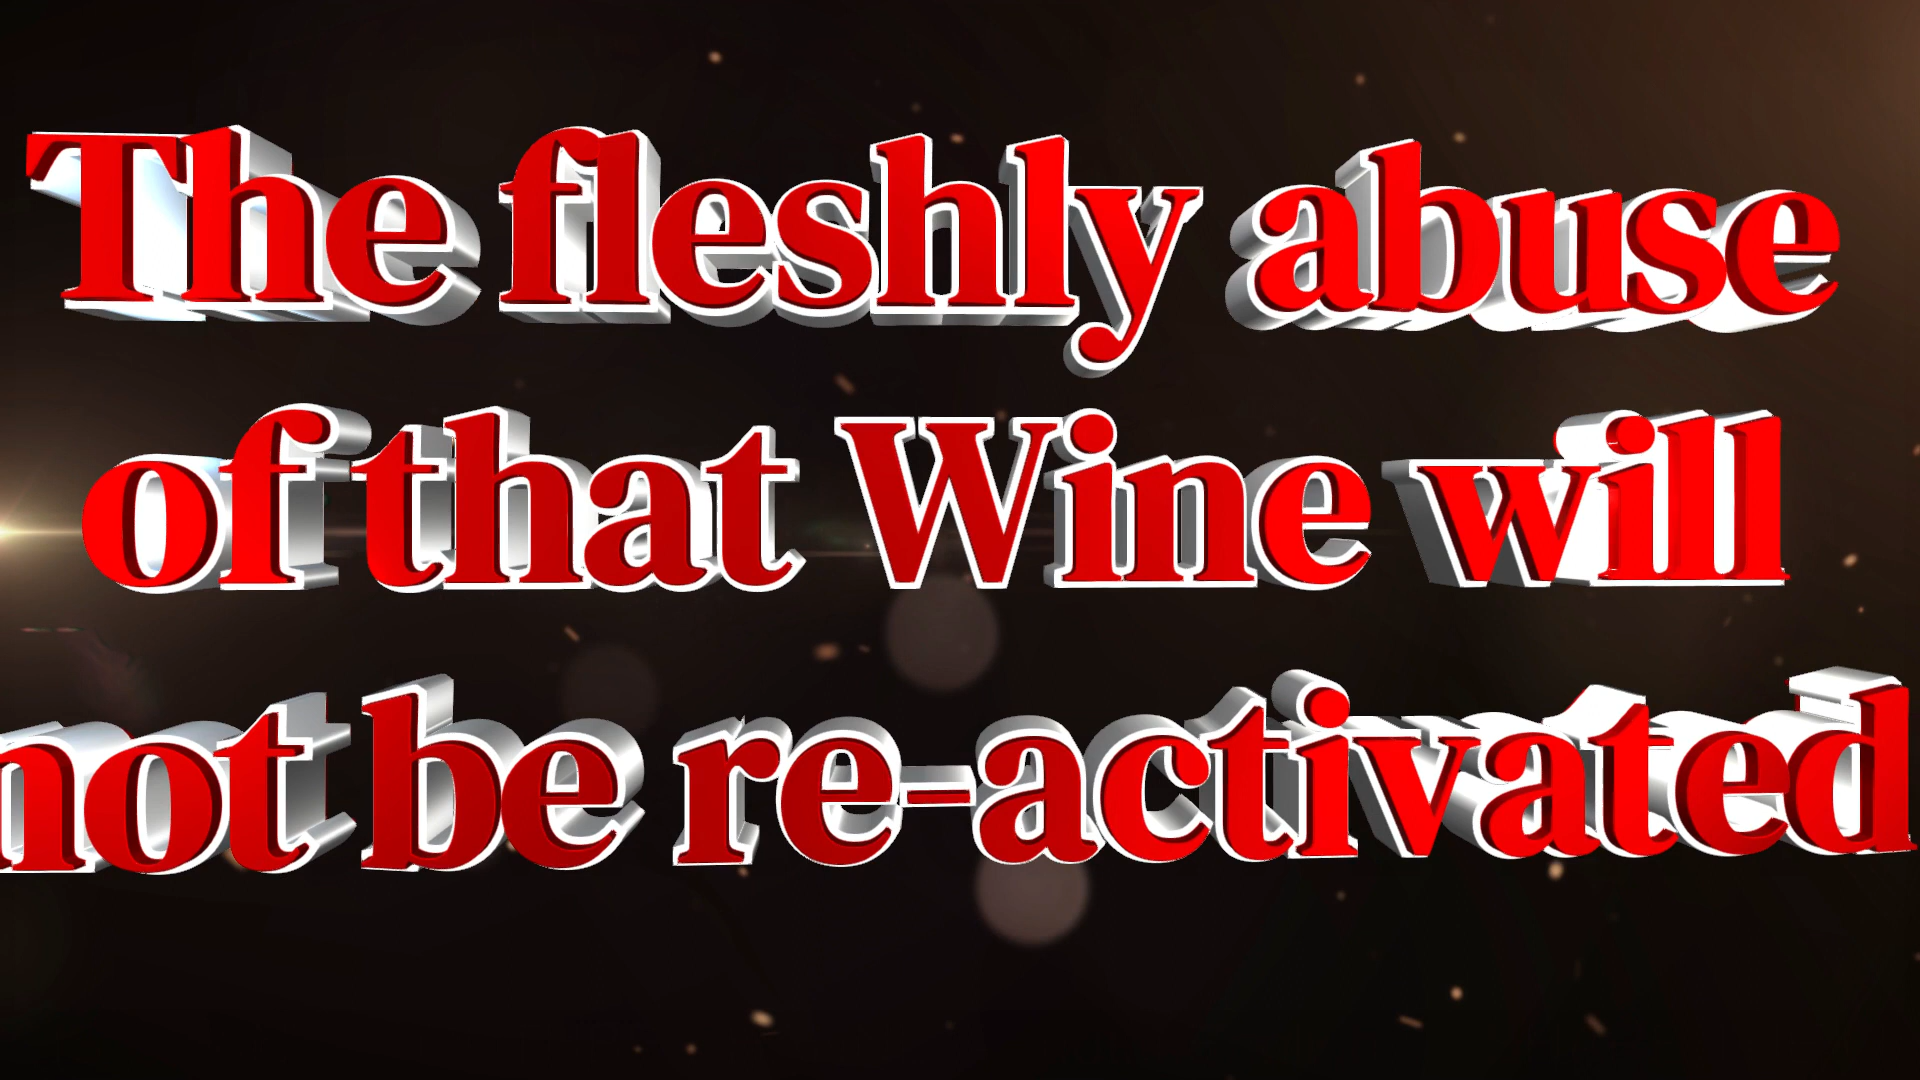 The fleshly abuse
of that Wine will
not be re-activated